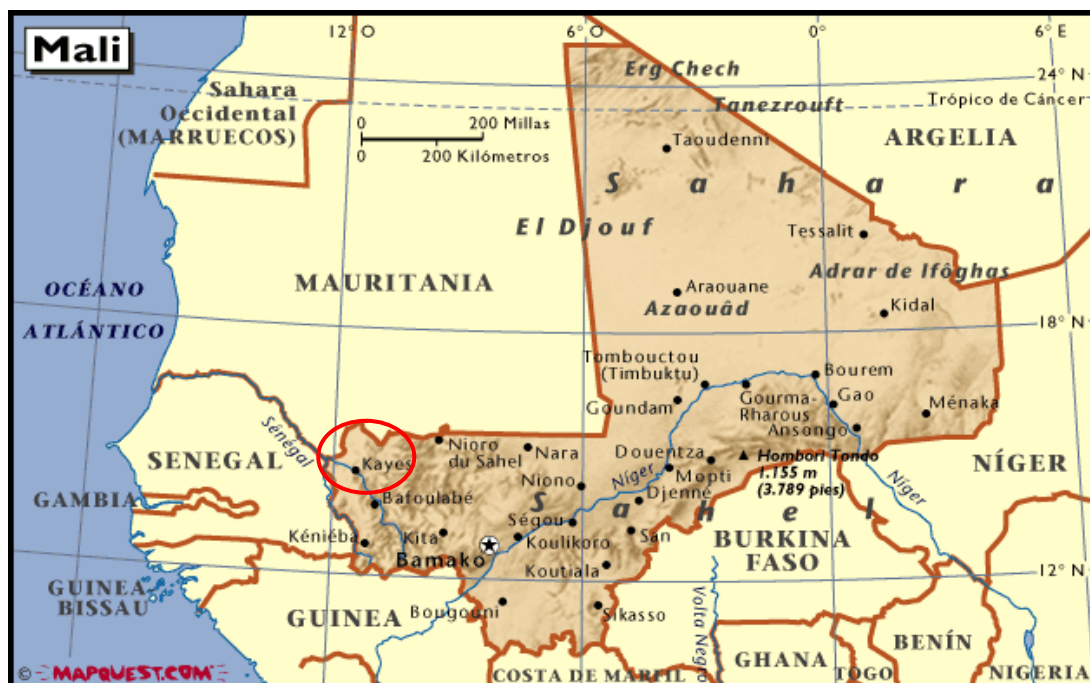 Mali
12° O
6° O
0°
6° E
24° N
Erg Chech
Tanezrouft
Trópico de Cáncer
Sahara
Occidental
(MARRUECOS)
0 200 Millas
0 200 Kilómetros
Taoudenni
ARGELIA
Sahara
El Djouf
Tessalit
MAURITANIA
Adrar de Ifôghas
OCÉANO
ATLÁNTICO
Araouane
Azaouâd
Kidal
18° N
Tombouctou
(Timbuktu)
Bourem
Goundam
Gourma-
Rharous
Gao
Ansongo
Ménaka
Sénégal
SENEGAL
Kayes
Nioro
du Sahel
Nara
Douentza
Hombori Tondo
1.155 m
(3.789 pies)
NÍGER
Níger
Mopti
Niono
Níger
Djenné
GAMBIA
Bafoulabé
Sahel
Ségou
Kéniéba
Kita
Koulikoro
San
BURKINA
FASO
Bamako
Koutiala
12° N
GUINEA
BISSAU
GUINEA
Bougouni
Sikasso
Volta Negro
BENÍN
GHANA
COSTA DE MARFIL
TOGO
NIGERIA
© MAPQUEST.COM